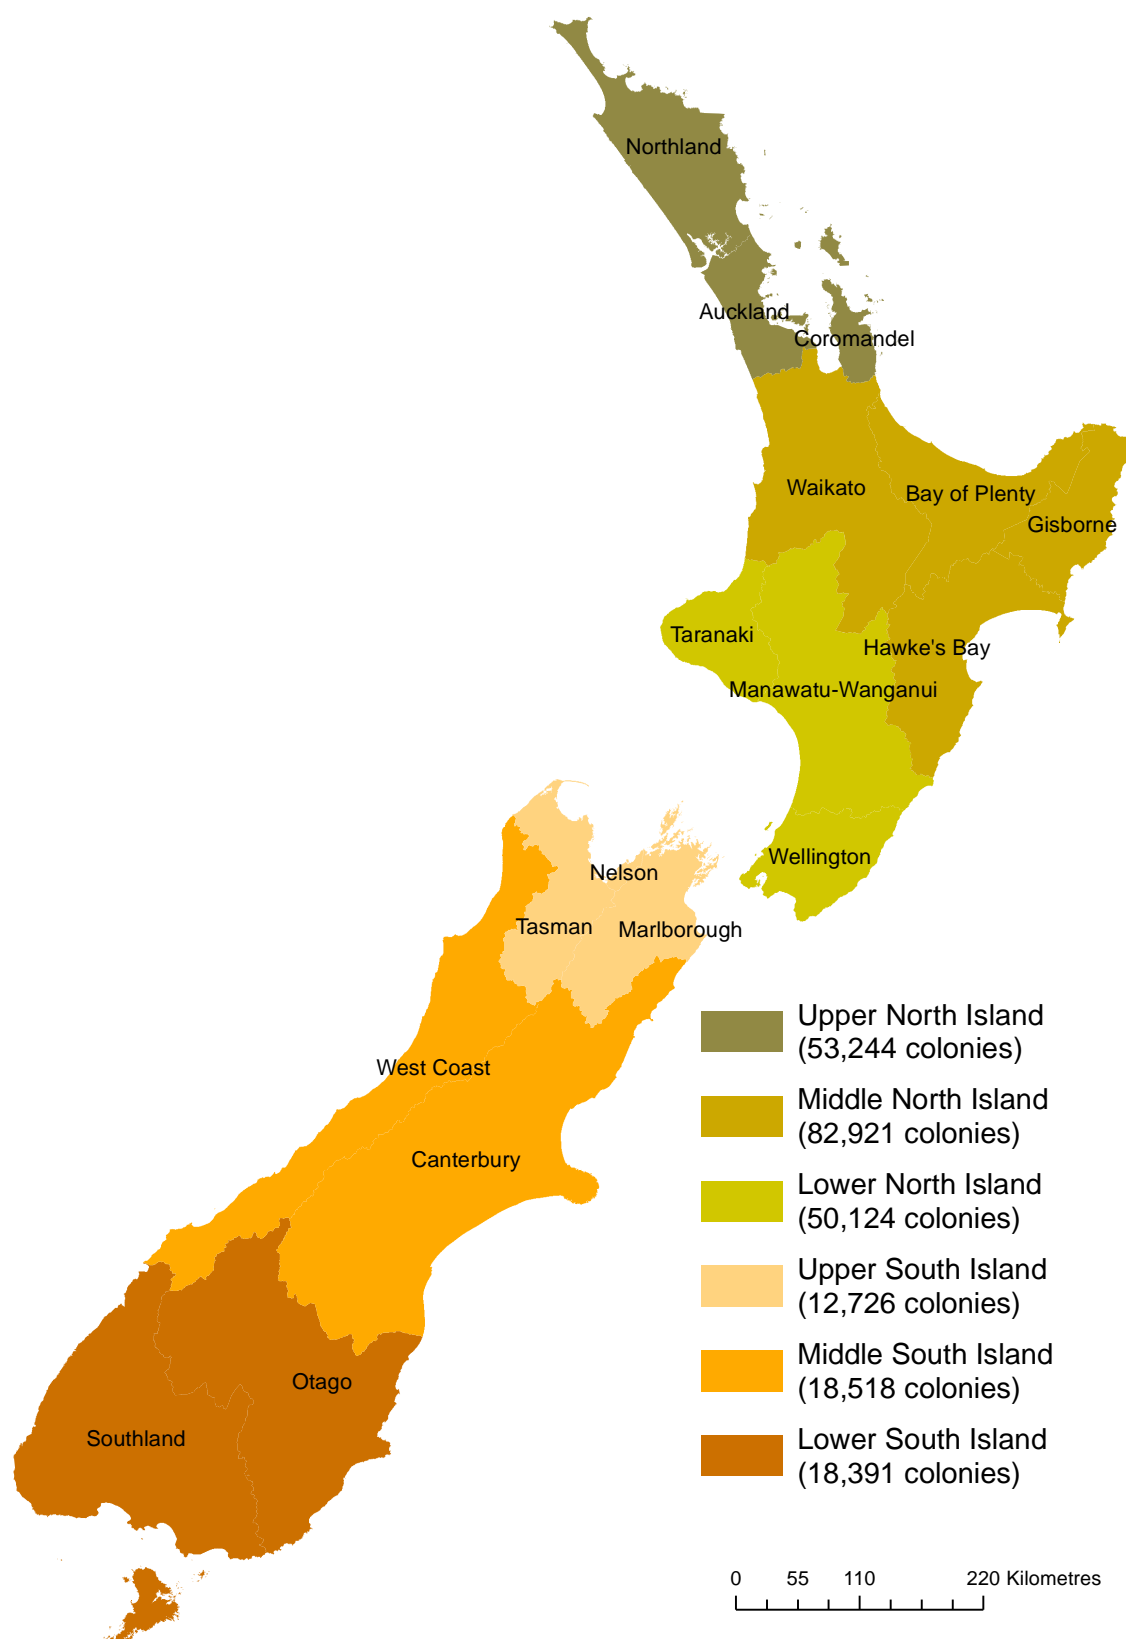 Northland
Auckland
Coromandel
Waikato
Bay of Plenty
Gisborne
Taranaki
Hawke's Bay
Manawatu-Wanganui
Wellington
Nelson
Tasman
Marlborough
West Coast
Canterbury
Otago
Southland
Upper North Island
(53,244 colonies)
Middle North Island
(82,921 colonies)
Lower North Island
(50,124 colonies)
Upper South Island
(12,726 colonies)
Middle South Island
(18,518 colonies)
Lower South Island
(18,391 colonies)
0 55 110 220 Kilometres